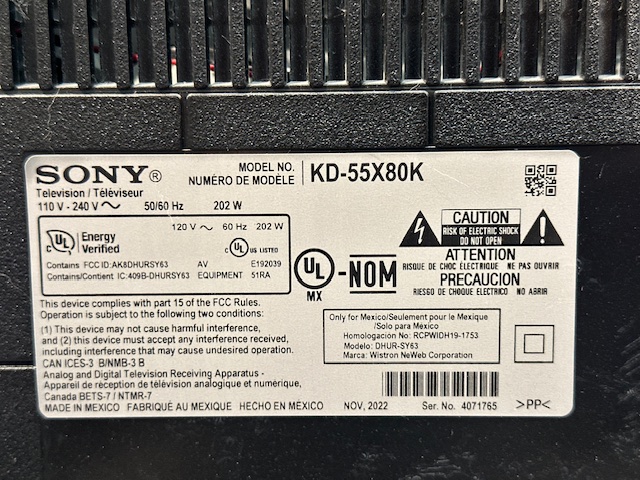 SONY®
MODEL NO.
NUMÉRO DE MODÈLE
KD-55X80K
Television / Téléviseur
110 V - 240 V ~ 50/60 Hz 202 W
120 V ~ 60 Hz 202 W
UL Energy Verified
c UL US LISTED
Contains FCC ID:AK8DHURSY63 AV E192039
Contains/Contient IC:409B-DHURSY63 EQUIPMENT 51RA
This device complies with part 15 of the FCC Rules.
Operation is subject to the following two conditions:
(1) This device may not cause harmful interference,
and (2) this device must accept any interference received,
including interference that may cause undesired operation.
CAN ICES-3 B/NMB-3 B
Analog and Digital Television Receiving Apparatus -
Appareil de réception de télévision analogique et numérique,
Canada BETS-7 / NTMR-7
MADE IN MEXICO FABRIQUÉ AU MEXIQUE HECHO EN MÉXICO
UL
MX
-NOM
CAUTION
RISK OF ELECTRIC SHOCK
DO NOT OPEN
ATTENTION
RISQUE DE CHOC ELECTRIQUE NE PAS OUVRIR
PRECAUCION
RIESGO DE CHOQUE ELECTRICO NO ABRIR
Only for Mexico/Seulement pour le Mexique
/Solo para México
Homologacion No: RCPWIDH19-1753
Modelo: DHUR-SY63
Marca: Wistron NeWeb Corporation
NOV, 2022 Ser. No. 4071765 >PP<